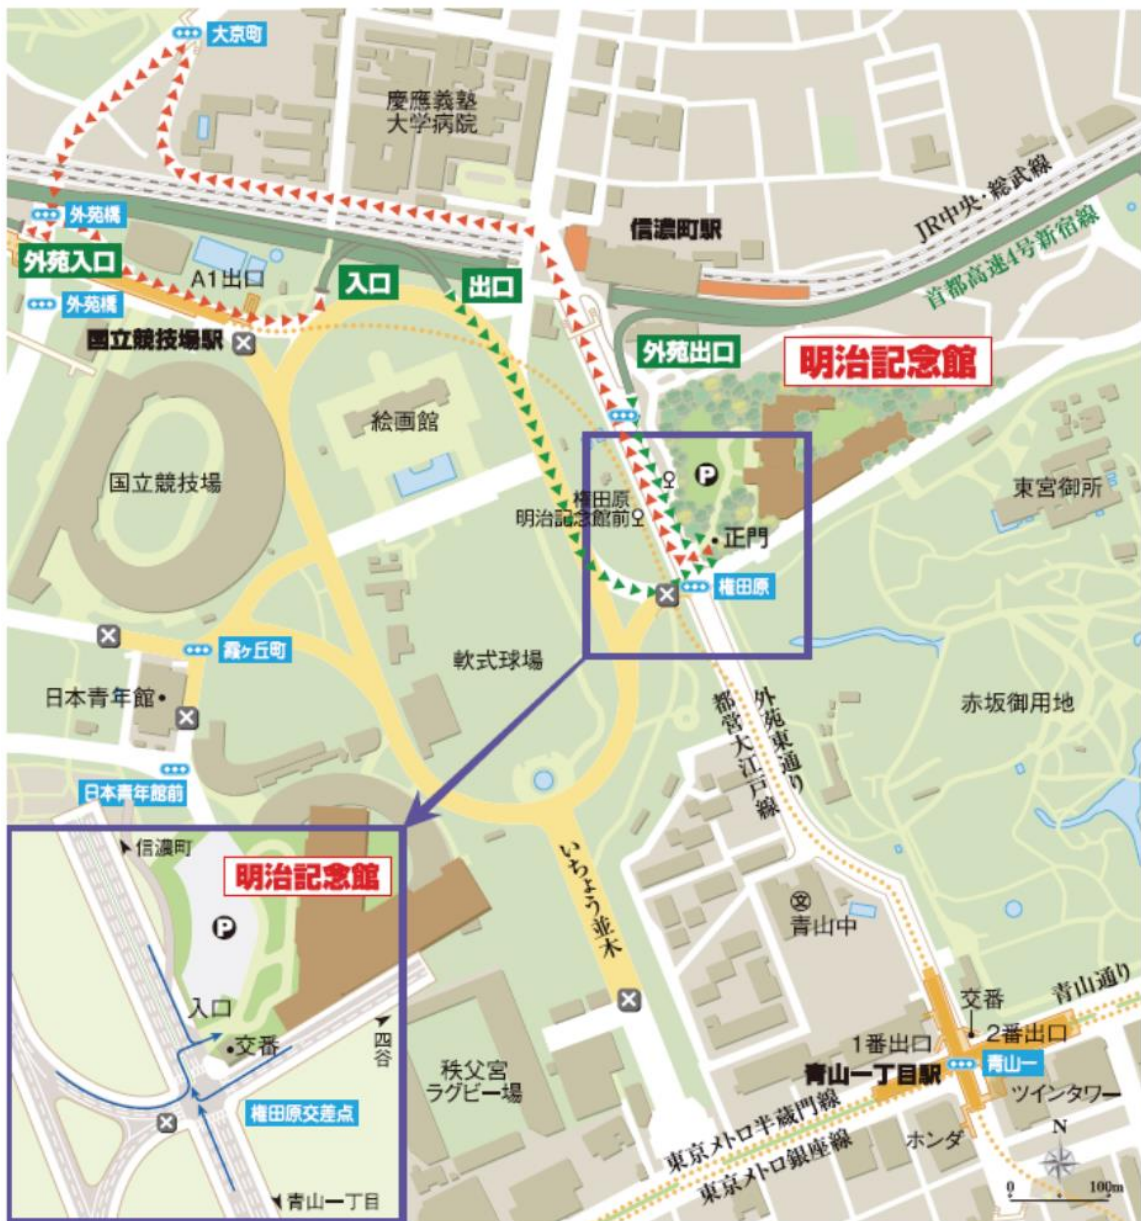 大京町
慶應義塾
大学病院
外苑橋
外苑入口
A1出口
入口
出口
信濃町駅
JR中央・総武線
首都高速4号新宿線
外苑橋
国立競技場駅
外苑出口
明治記念館
絵画館
国立競技場
P
権田原
明治記念館前
正門
東宮御所
権田原
霞ヶ丘町
軟式球場
日本青年館
都営大江戸線
外苑東通り
赤坂御用地
日本青年館前
信濃町
明治記念館
P
入口
交番
四谷
権田原交差点
青山一丁目
いちょう並木
文
青山中
秩父宮
ラグビー場
交番
青山通り
1番出口
2番出口
青山一丁目駅
青山一
ツインタワー
ホンダ
東京メトロ半蔵門線
東京メトロ銀座線
N
0 100m